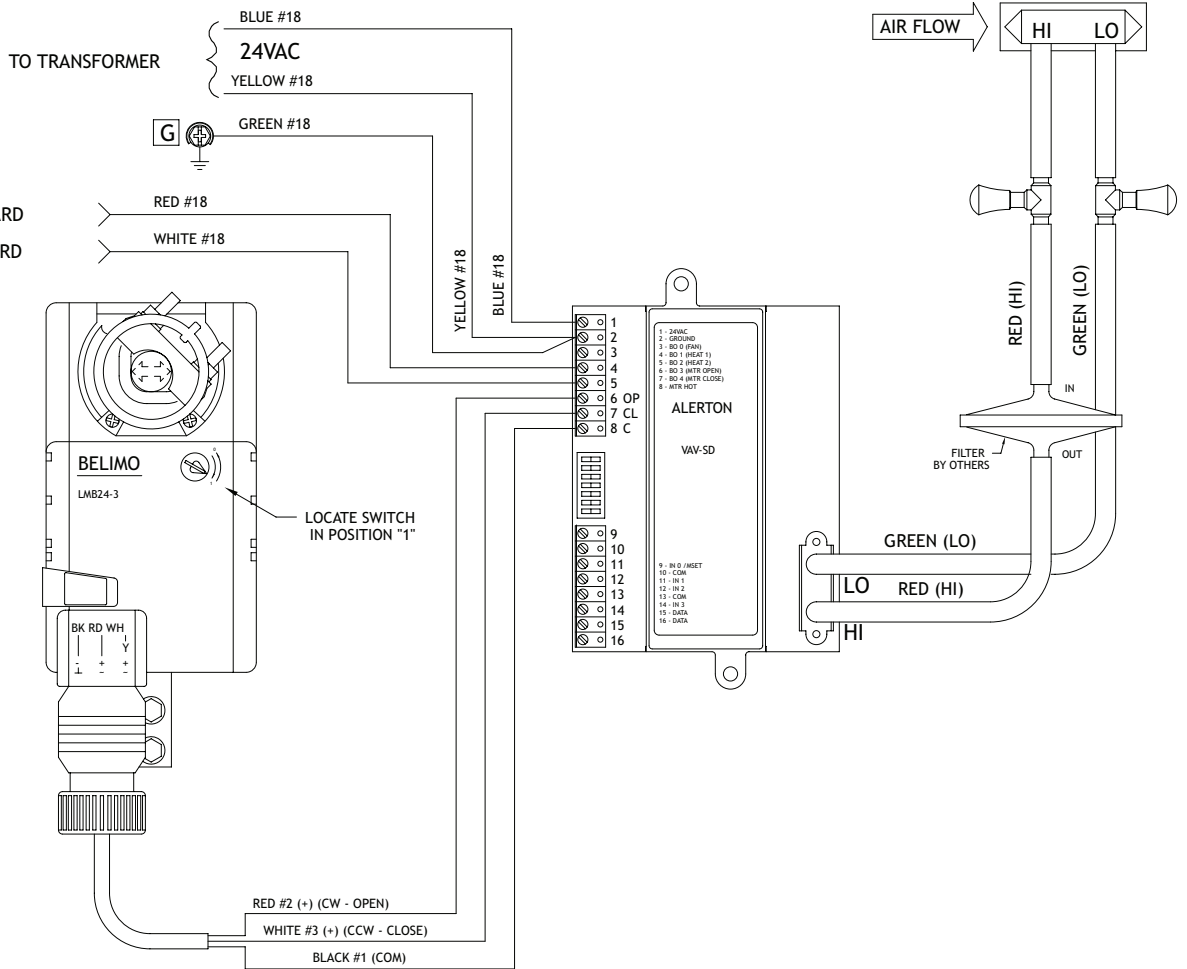 BLUE #18
TO TRANSFORMER
24VAC
YELLOW #18
G
GREEN #18
ARD
RED #18
RD
WHITE #18
YELLOW #18
BLUE #18
AIR FLOW
HI
LO
RED (HI)
GREEN (LO)
IN
OUT
FILTER
BY OTHERS
1
2
3
4
5
6 OP
7 CL
8 C
1 - 24VAC
2 - GROUND
3 - BO 0 (FAN)
4 - BO 1 (HEAT 1)
5 - BO 2 (HEAT 2)
6 - BO 3 (MTR OPEN)
7 - BO 4 (MTR CLOSE)
8 - MTR HOT
ALERTON
VAV-SD
9
10
11
12
13
14
15
16
9 - IN 0 /MSET
10 - COM
11 - IN 1
12 - IN 2
13 - COM
14 - IN 3
15 - DATA
16 - DATA
GREEN (LO)
LO
RED (HI)
HI
BELIMO
LMB24-3
0
1
LOCATE SWITCH
IN POSITION "1"
BK RD WH
Y
- + +
⊥ - -
RED #2 (+) (CW - OPEN)
WHITE #3 (+) (CCW - CLOSE)
BLACK #1 (COM)